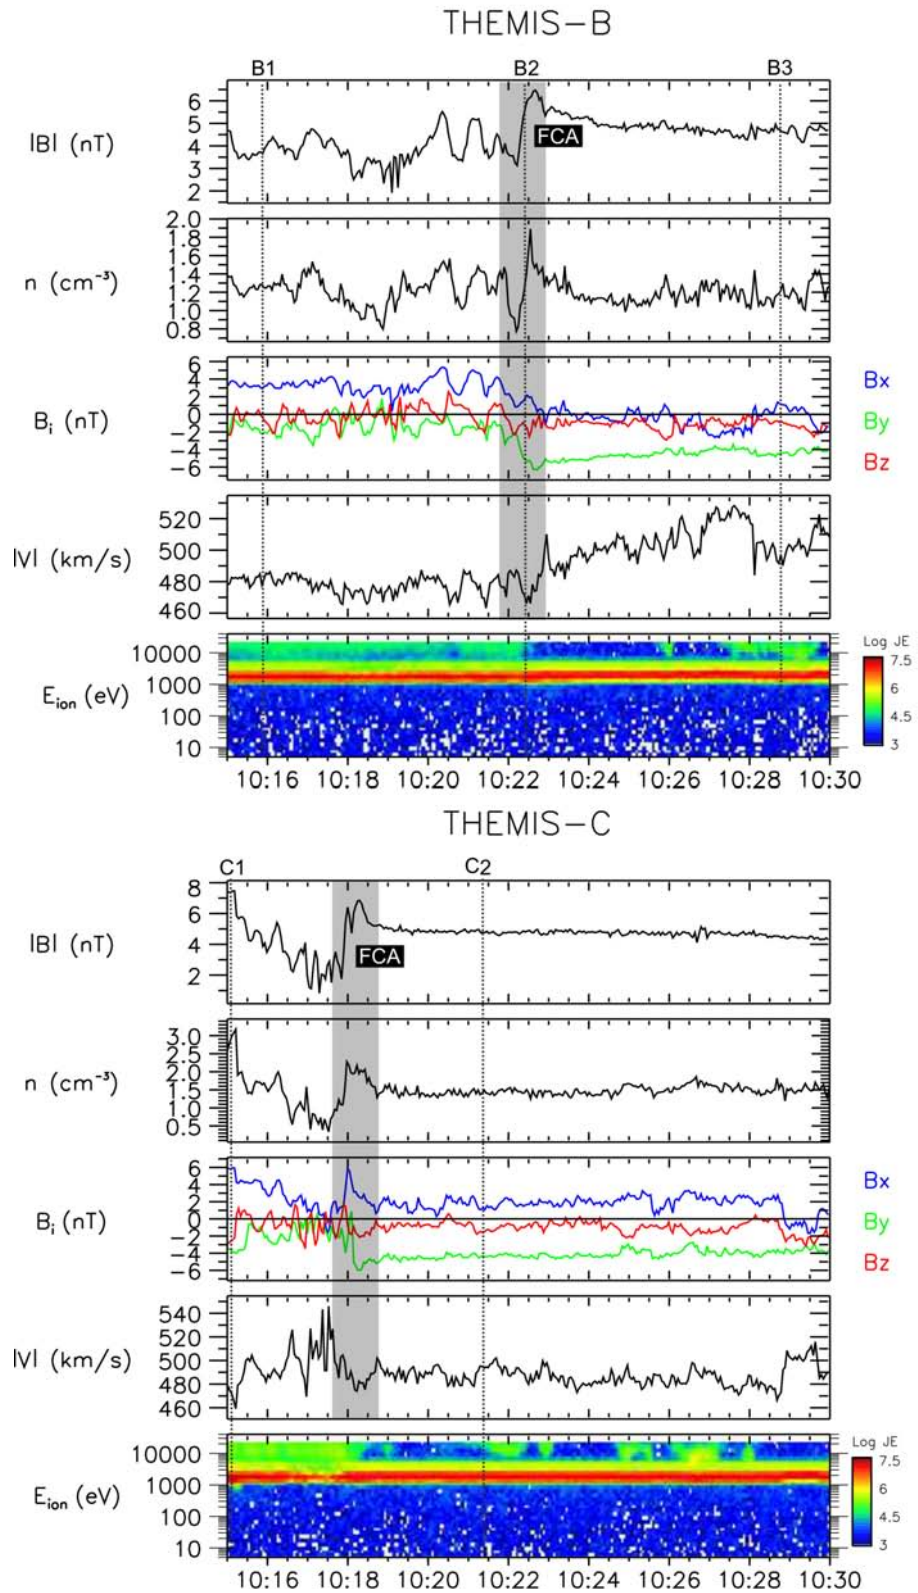 THEMIS-B
B1 B2 B3
|B| (nT)
6
5
4
3
2
FCA
n (cm⁻³)
2.0
1.8
1.6
1.4
1.2
1.0
0.8
Bᵢ (nT)
6
4
2
0
-2
-4
-6
Bx
By
Bz
|V| (km/s)
520
500
480
460
Eion (eV)
10000
1000
100
10
Log JE
7.5
6
4.5
3
10:16 10:18 10:20 10:22 10:24 10:26 10:28 10:30
THEMIS-C
C1 C2
|B| (nT)
8
6
4
2
FCA
n (cm⁻³)
3.0
2.5
2.0
1.5
1.0
0.5
Bᵢ (nT)
6
4
2
0
-2
-4
-6
Bx
By
Bz
|V| (km/s)
540
520
500
480
460
Eion (eV)
10000
1000
100
10
Log JE
7.5
6
4.5
3
10:16 10:18 10:20 10:22 10:24 10:26 10:28 10:30